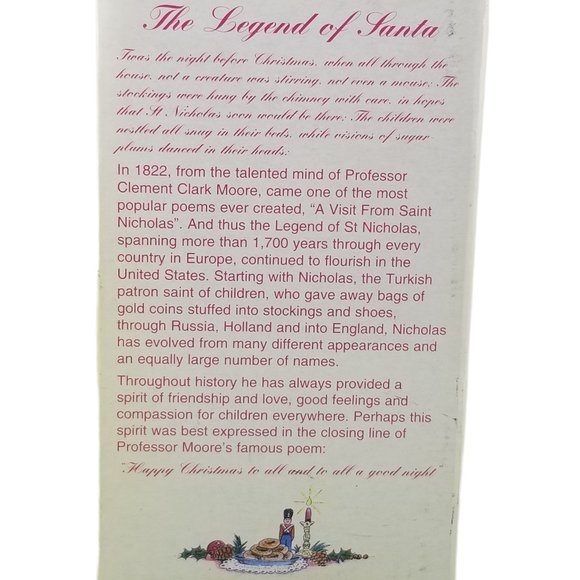 The Legend of Santa
Twas the night before Christmas, when all through the
house, not a creature was stirring, not even a mouse; The
stockings were hung by the chimney with care, in hopes
that St Nicholas soon would be there; The children were
nestled all snug in their beds, while visions of sugar
plums danced in their heads;
In 1822, from the talented mind of Professor
Clement Clark Moore, came one of the most
popular poems ever created, “A Visit From Saint
Nicholas”. And thus the Legend of St Nicholas,
spanning more than 1,700 years through every
country in Europe, continued to flourish in the
United States. Starting with Nicholas, the Turkish
patron saint of children, who gave away bags of
gold coins stuffed into stockings and shoes,
through Russia, Holland and into England, Nicholas
has evolved from many different appearances and
an equally large number of names.
Throughout history he has always provided a
spirit of friendship and love, good feelings and
compassion for children everywhere. Perhaps this
spirit was best expressed in the closing line of
Professor Moore’s famous poem:
“Happy Christmas to all and to all a good night”